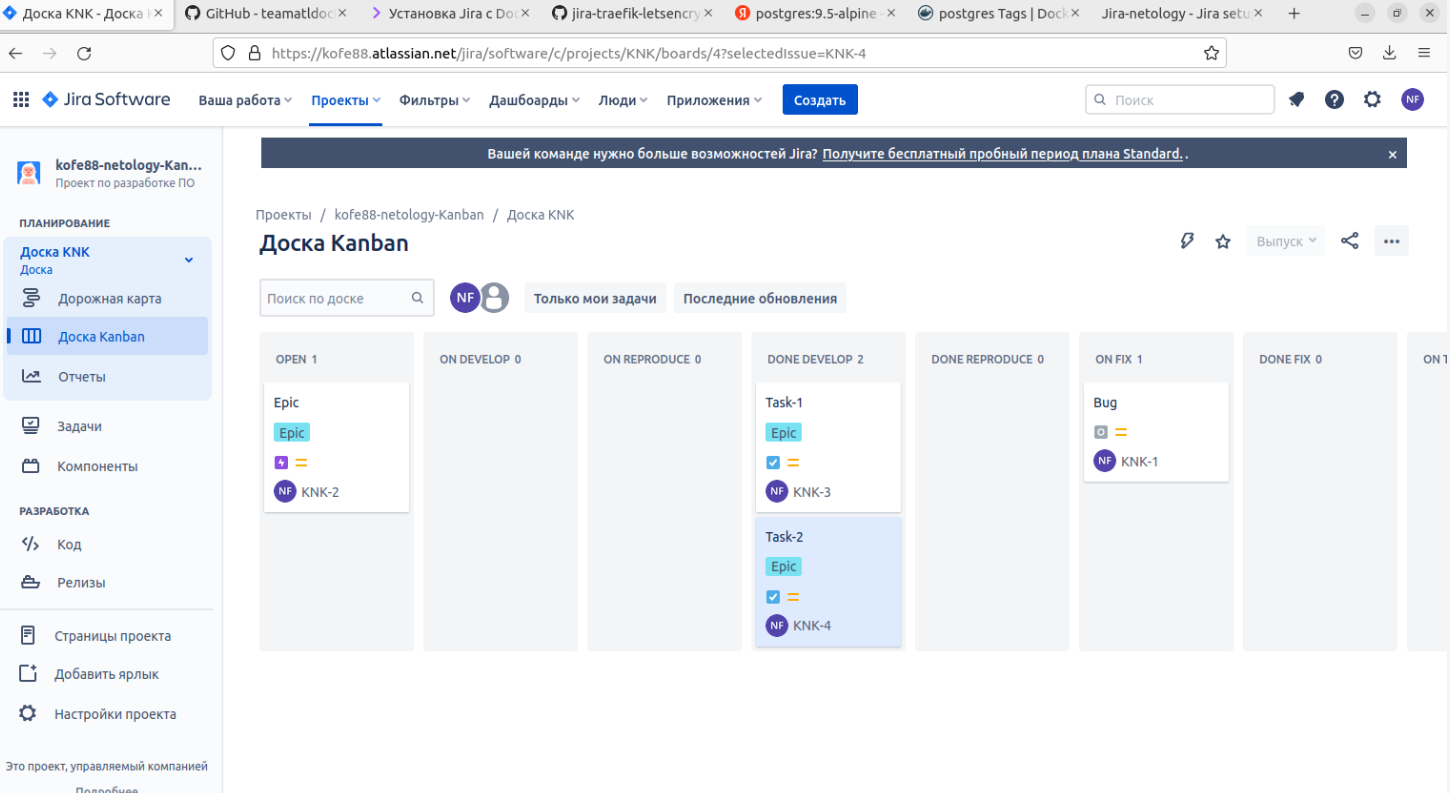 Доска KNK - Доска
GitHub - teamatldoc
Установка Jira с Doc
jira-traefik-letsencry
postgres:9.5-alpine -
postgres Tags | Dock
Jira-netology - Jira setu
https://kofe88.atlassian.net/jira/software/c/projects/KNK/boards/4?selectedIssue=KNK-4
Jira Software
Ваша работа
Проекты
Фильтры
Дашборды
Люди
Приложения
Создать
Поиск
NF
kofe88-netology-Kan...
Проект по разработке ПО
ПЛАНИРОВАНИЕ
Доска KNK
Доска
Дорожная карта
Доска Kanban
Отчеты
Задачи
Компоненты
РАЗРАБОТКА
Код
Релизы
Страницы проекта
Добавить ярлык
Настройки проекта
Это проект, управляемый компанией
Подробнее
Вашей команде нужно больше возможностей Jira? Получите бесплатный пробный период плана Standard. .
Проекты / kofe88-netology-Kanban / Доска KNK
Доска Kanban
Выпуск
Поиск по доске
NF
Только мои задачи
Последние обновления
OPEN 1
Epic
Epic
NF KNK-2
ON DEVELOP 0
ON REPRODUCE 0
DONE DEVELOP 2
Task-1
Epic
NF KNK-3
Task-2
Epic
NF KNK-4
DONE REPRODUCE 0
ON FIX 1
Bug
NF KNK-1
DONE FIX 0
ON T